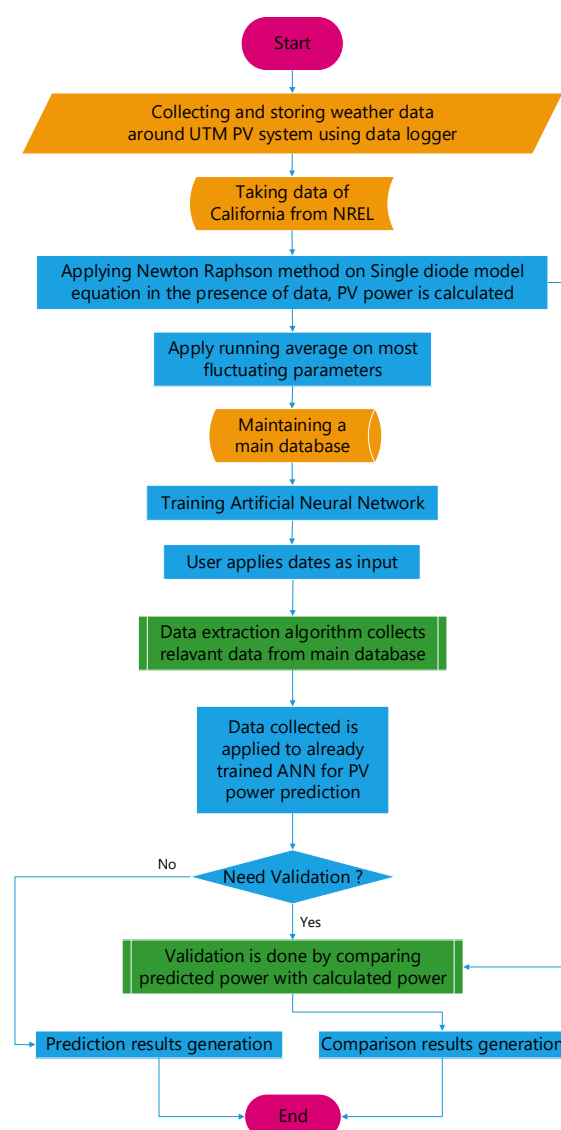 Start
Collecting and storing weather data
around UTM PV system using data logger
Taking data of
California from NREL
Applying Newton Raphson method on Single diode model
equation in the presence of data, PV power is calculated
Apply running average on most
fluctuating parameters
Maintaining a
main database
Training Artificial Neural Network
User applies dates as input
Data extraction algorithm collects
relavant data from main database
Data collected is
applied to already
trained ANN for PV
power prediction
No
Need Validation ?
Yes
Validation is done by comparing
predicted power with calculated power
Prediction results generation
Comparison results generation
End